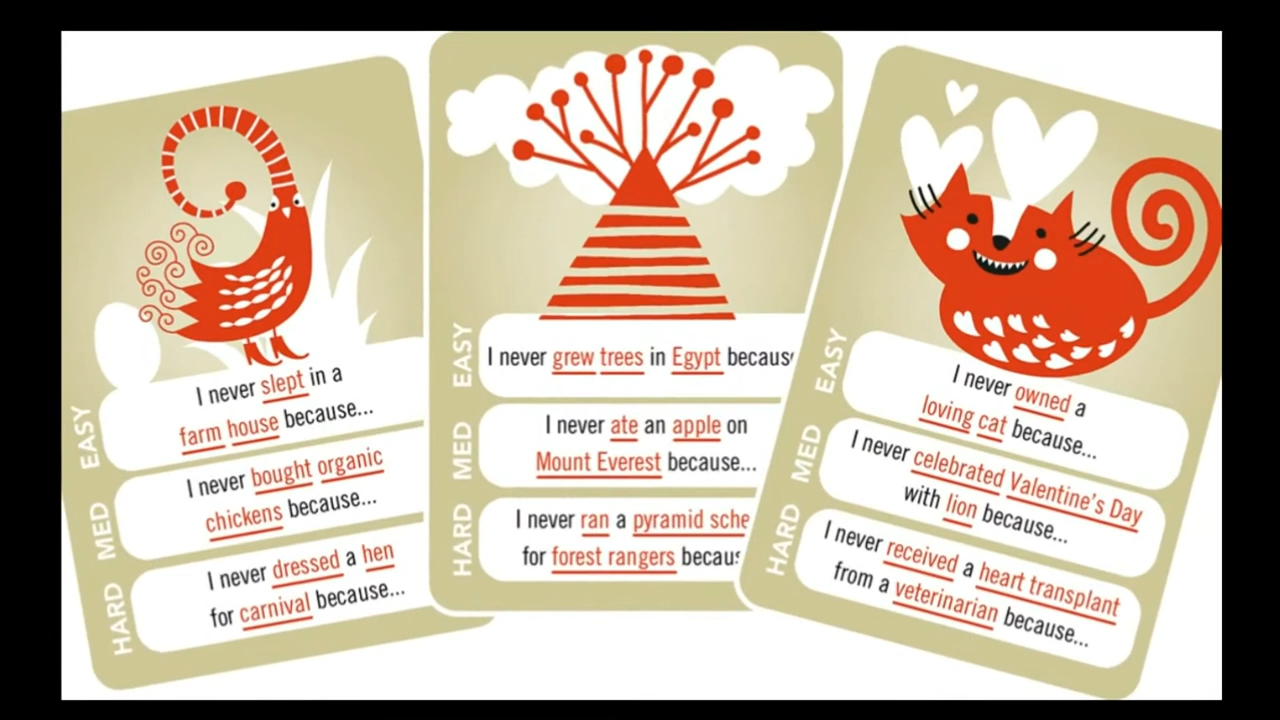 EASY
I never slept in a
farm house because...
MED
I never bought organic
chickens because...
HARD
I never dressed a hen
for carnival because...
EASY
I never grew trees in Egypt becaus
MED
I never ate an apple on
Mount Everest because...
HARD
I never ran a pyramid sche
for forest rangers becau
EASY
I never owned a
loving cat because...
MED
I never celebrated Valentine's Day
with lion because...
HARD
I never received a heart transplant
from a veterinarian because...